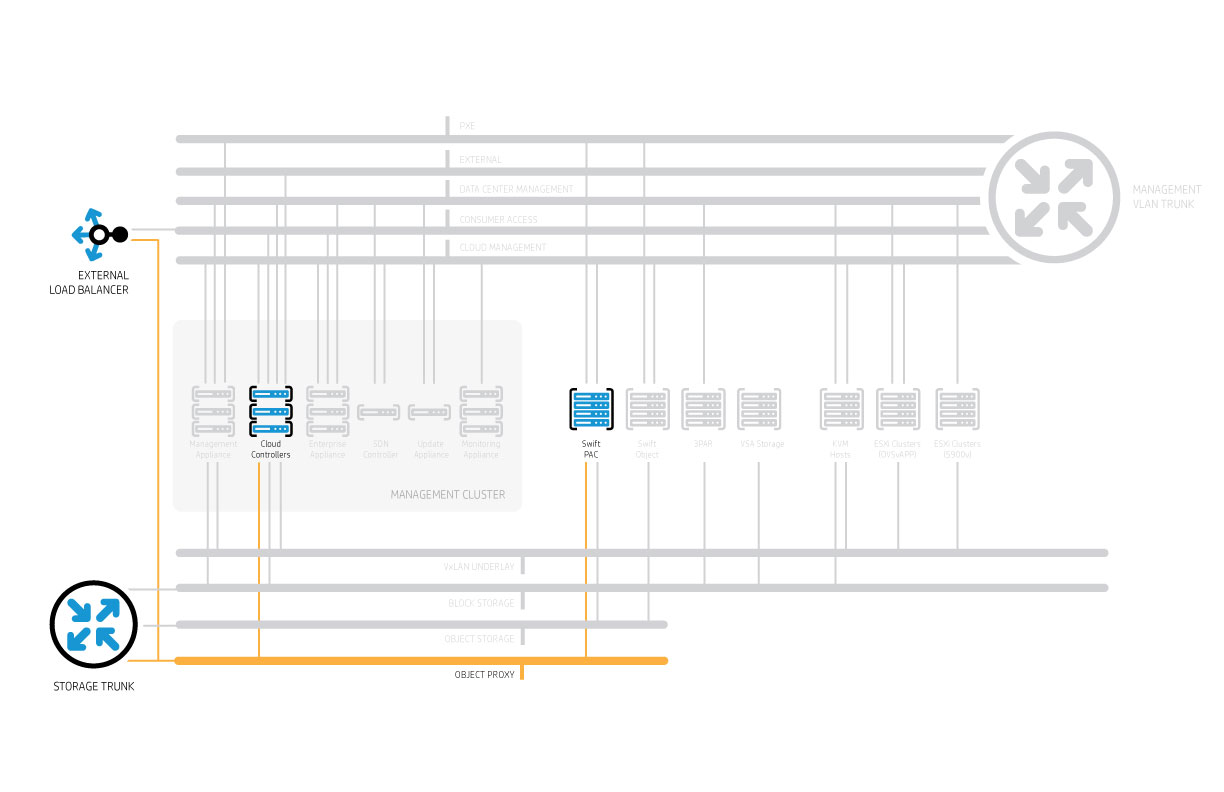 PXE
EXTERNAL
DATA CENTER MANAGEMENT
CONSUMER ACCESS
CLOUD MANAGEMENT
MANAGEMENT
VLAN TRUNK
EXTERNAL
LOAD BALANCER
Management
Appliance
Cloud
Controllers
Enterprise
Appliance
SDN
Controller
Update
Appliance
Monitoring
Appliance
MANAGEMENT CLUSTER
Swift
PAC
Swift
Object
3PAR
VSA Storage
KVM
Hosts
ESXi Clusters
(OVSvAPP)
ESXi Clusters
(5900v)
VxLAN UNDERLAY
BLOCK STORAGE
OBJECT STORAGE
OBJECT PROXY
STORAGE TRUNK